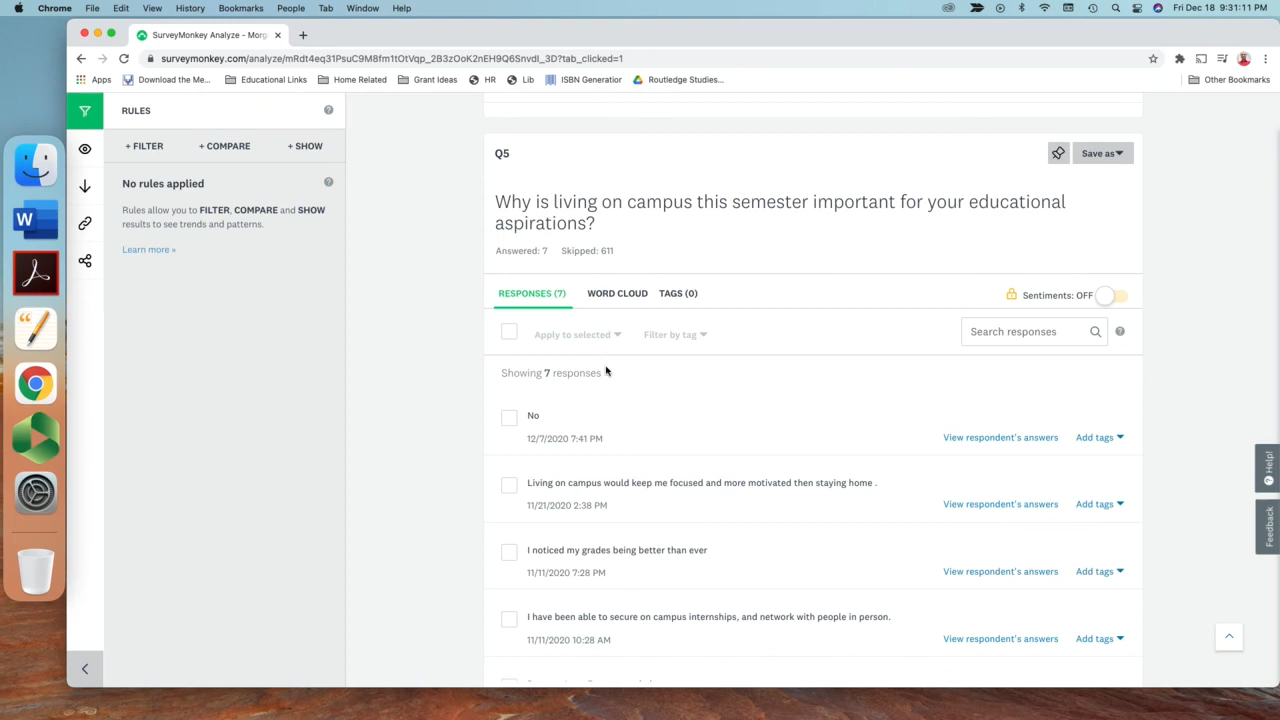 Chrome File Edit View History Bookmarks People Tab Window Help Fri Dec 18 9:31:11 PM
SurveyMonkey Analyze - Morg
surveymonkey.com/analyze/mRdt4eq31PsuC9M8fm1tOtVqp_2B3zOoK2nEH9Q6Snvdl_3D?tab_clicked=1
Apps Download the Me... Educational Links Home Related Grant Ideas HR Lib ISBN Generatior Routledge Studies... Other Bookmarks
RULES
+ FILTER + COMPARE + SHOW
No rules applied
Rules allow you to FILTER, COMPARE and SHOW
results to see trends and patterns.
Learn more »
Q5
Save as
Why is living on campus this semester important for your educational
aspirations?
Answered: 7 Skipped: 611
RESPONSES (7) WORD CLOUD TAGS (0) Sentiments: OFF
Apply to selected Filter by tag Search responses
Showing 7 responses
No
12/7/2020 7:41 PM View respondent's answers Add tags
Living on campus would keep me focused and more motivated then staying home .
11/21/2020 2:38 PM View respondent's answers Add tags
I noticed my grades being better than ever
11/11/2020 7:28 PM View respondent's answers Add tags
I have been able to secure on campus internships, and network with people in person.
11/11/2020 10:28 AM View respondent's answers Add tags
Help!
Feedback
W